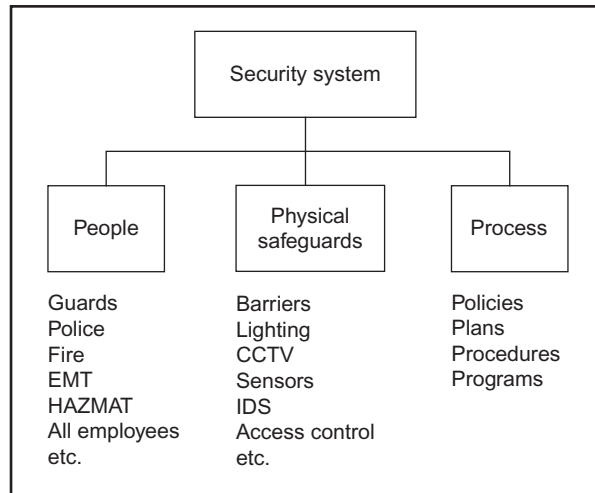 Security system
People
Physical
safeguards
Process
Guards
Police
Fire
EMT
HAZMAT
All employees
etc.
Barriers
Lighting
CCTV
Sensors
IDS
Access control
etc.
Policies
Plans
Procedures
Programs